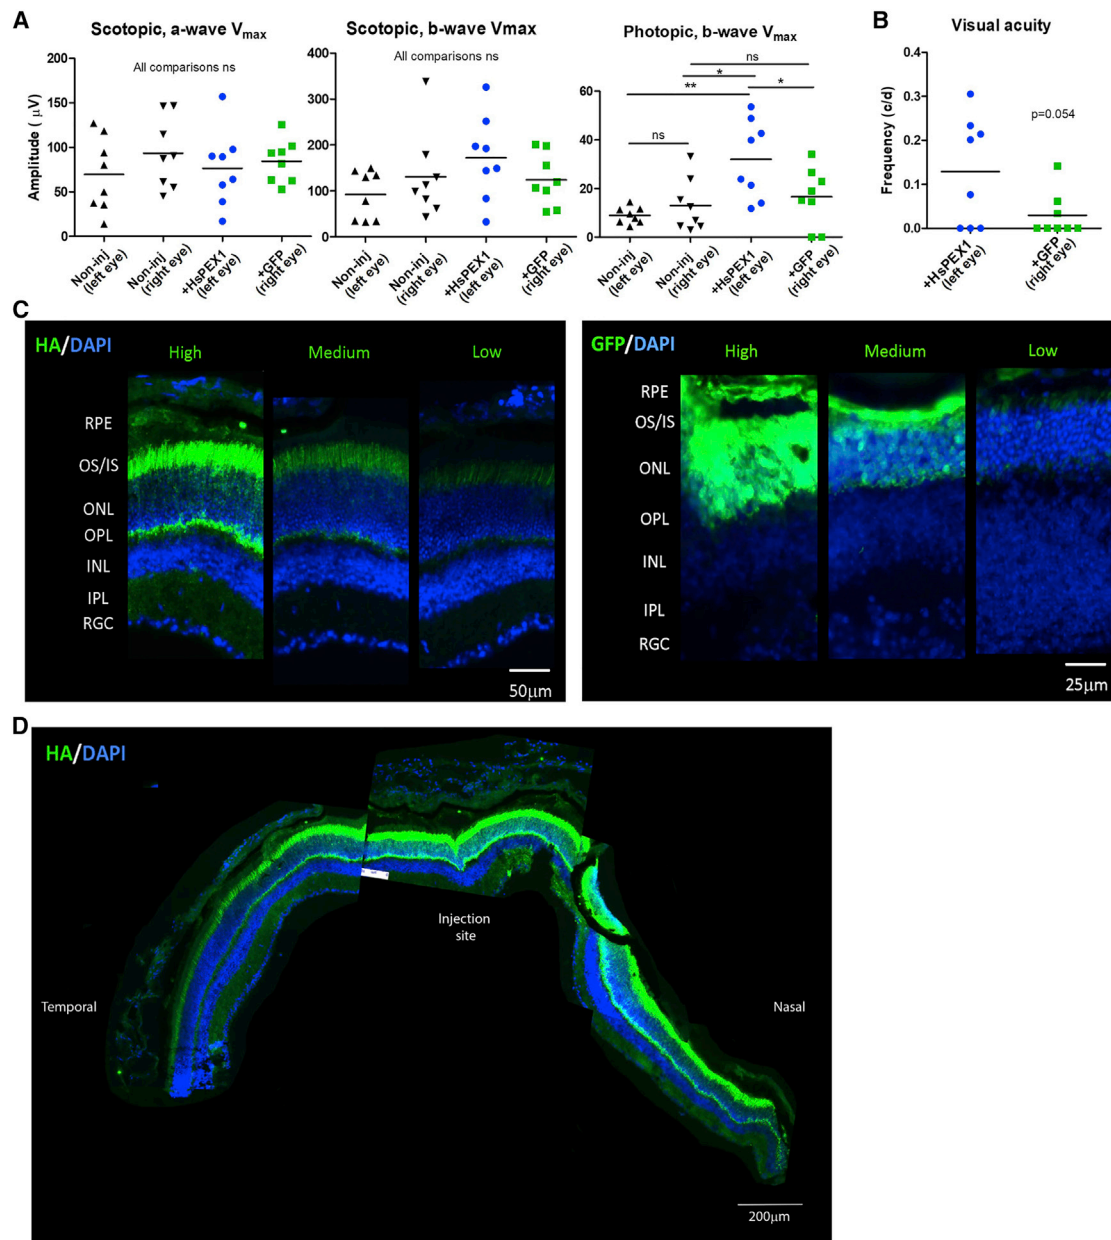 A
Scotopic, a-wave Vmax
All comparisons ns
Amplitude ( μV)
200
150
100
50
0
Non-inj
(left eye)
Non-inj
(right eye)
+HsPEX1
(left eye)
+GFP
(right eye)
Scotopic, b-wave Vmax
All comparisons ns
400
300
200
100
0
Non-inj
(left eye)
Non-inj
(right eye)
+HsPEX1
(left eye)
+GFP
(right eye)
Photopic, b-wave Vmax
ns
*
**
*
ns
80
60
40
20
0
Non-inj
(left eye)
Non-inj
(right eye)
+HsPEX1
(left eye)
+GFP
(right eye)
B
Visual acuity
p=0.054
Frequency (c/d)
0.4
0.3
0.2
0.1
0.0
+HsPEX1
(left eye)
+GFP
(right eye)
C
HA/DAPI
High
Medium
Low
RPE
OS/IS
ONL
OPL
INL
IPL
RGC
50μm
GFP/DAPI
High
Medium
Low
RPE
OS/IS
ONL
OPL
INL
IPL
RGC
25μm
D
HA/DAPI
Injection
site
Temporal
Nasal
200μm